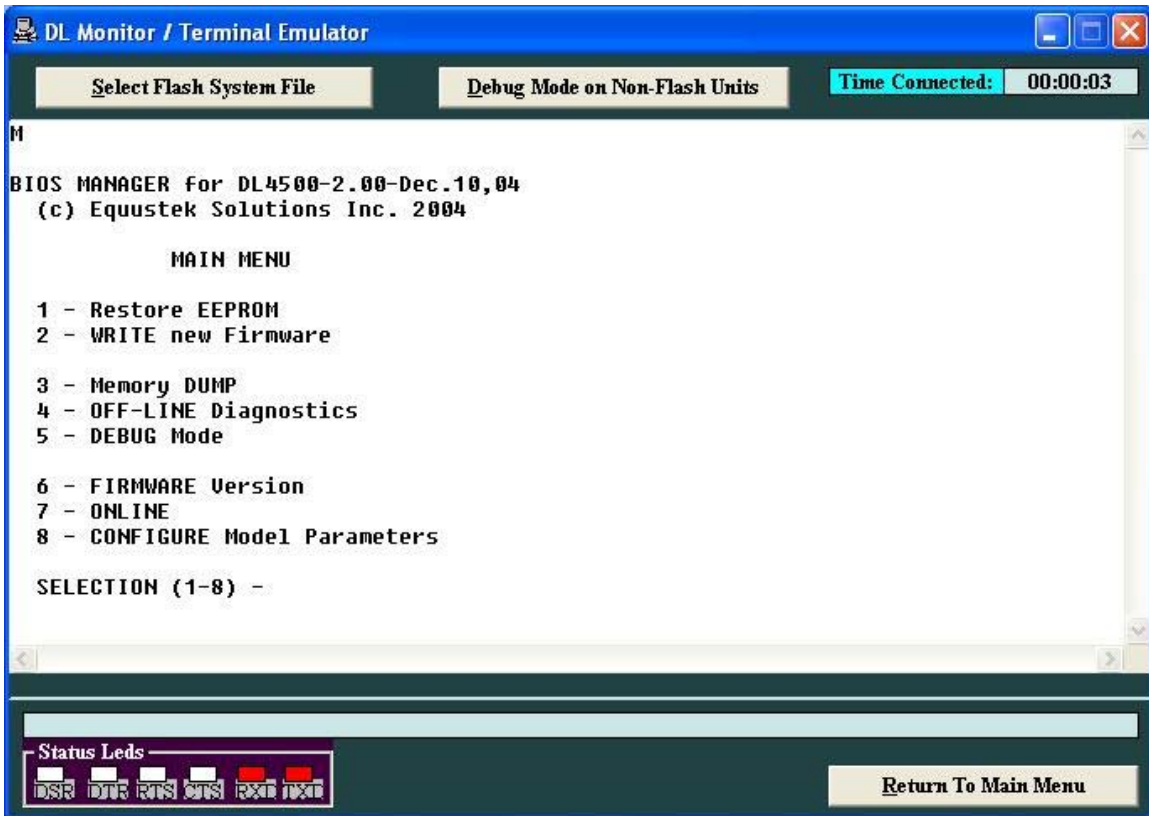 DL Monitor / Terminal Emulator
Select Flash System File
Debug Mode on Non-Flash Units
Time Connected: 00:00:03
M
BIOS MANAGER for DL4500-2.00-Dec.10,04
(c) Equustek Solutions Inc. 2004
MAIN MENU
1 - Restore EEPROM
2 - WRITE new Firmware
3 - Memory DUMP
4 - OFF-LINE Diagnostics
5 - DEBUG Mode
6 - FIRMWARE Version
7 - ONLINE
8 - CONFIGURE Model Parameters
SELECTION (1-8) -
Status Leds
DSR DTR RTS CTS RXD TXD
Return To Main Menu